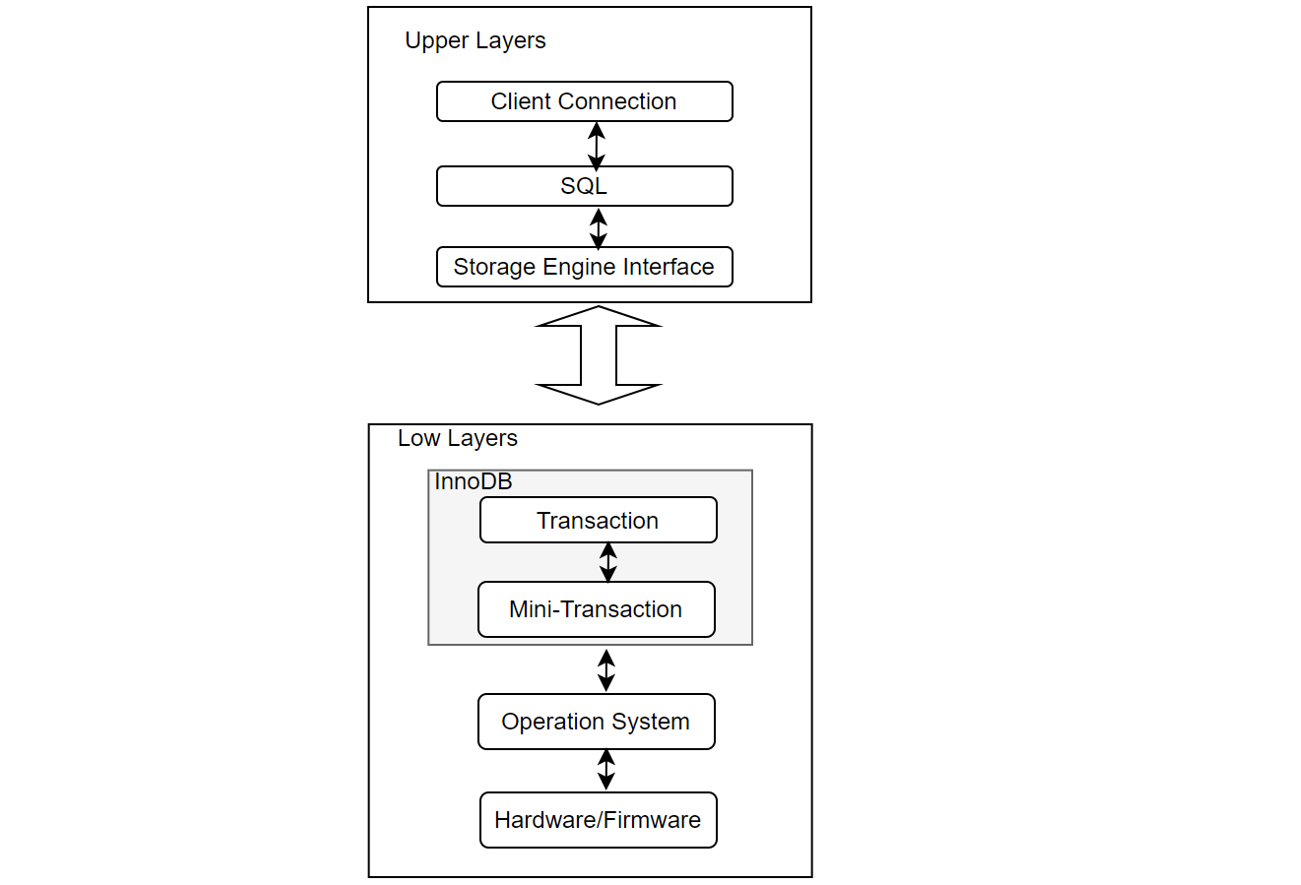 Upper Layers
Client Connection
SQL
Storage Engine Interface
Low Layers
InnoDB
Transaction
Mini-Transaction
Operation System
Hardware/Firmware